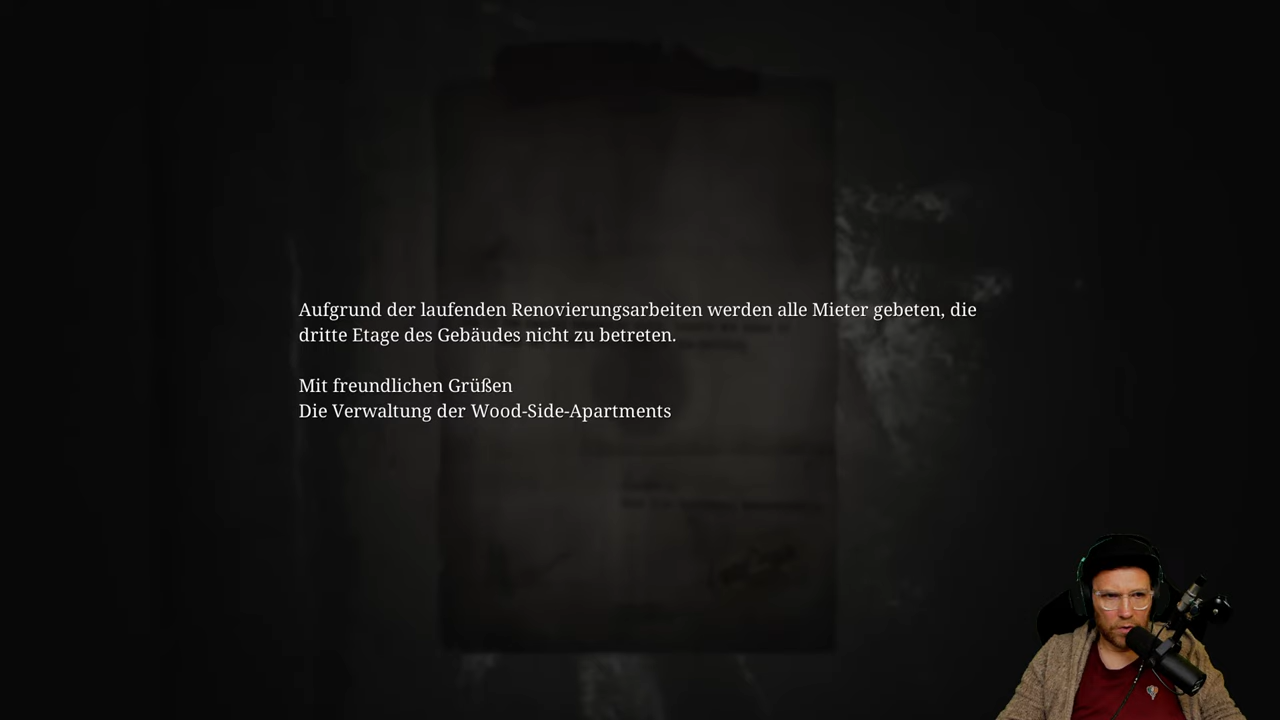 Aufgrund der laufenden Renovierungsarbeiten werden alle Mieter gebeten, die
dritte Etage des Gebäudes nicht zu betreten.
Mit freundlichen Grüßen
Die Verwaltung der Wood-Side-Apartments